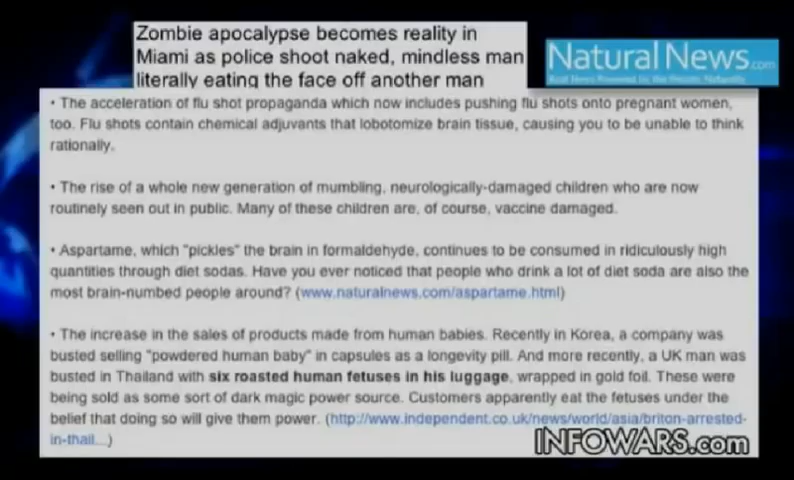 Zombie apocalypse becomes reality in
Miami as police shoot naked, mindless man
literally eating the face off another man
NaturalNews.com
• The acceleration of flu shot propaganda which now includes pushing flu shots onto pregnant women,
too. Flu shots contain chemical adjuvants that lobotomize brain tissue, causing you to be unable to think
rationally.
• The rise of a whole new generation of mumbling, neurologically-damaged children who are now
routinely seen out in public. Many of these children are, of course, vaccine damaged.
• Aspartame, which "pickles" the brain in formaldehyde, continues to be consumed in ridiculously high
quantities through diet sodas. Have you ever noticed that people who drink a lot of diet soda are also the
most brain-numbed people around? (www.naturalnews.com/aspartame.html)
• The increase in the sales of products made from human babies. Recently in Korea, a company was
busted selling "powdered human baby" in capsules as a longevity pill. And more recently, a UK man was
busted in Thailand with six roasted human fetuses in his luggage, wrapped in gold foil. These were
being sold as some sort of dark magic power source. Customers apparently eat the fetuses under the
belief that doing so will give them power. (http://www.independent.co.uk/news/world/asia/briton-arrested-
in-thail...)
INFOWARS.com